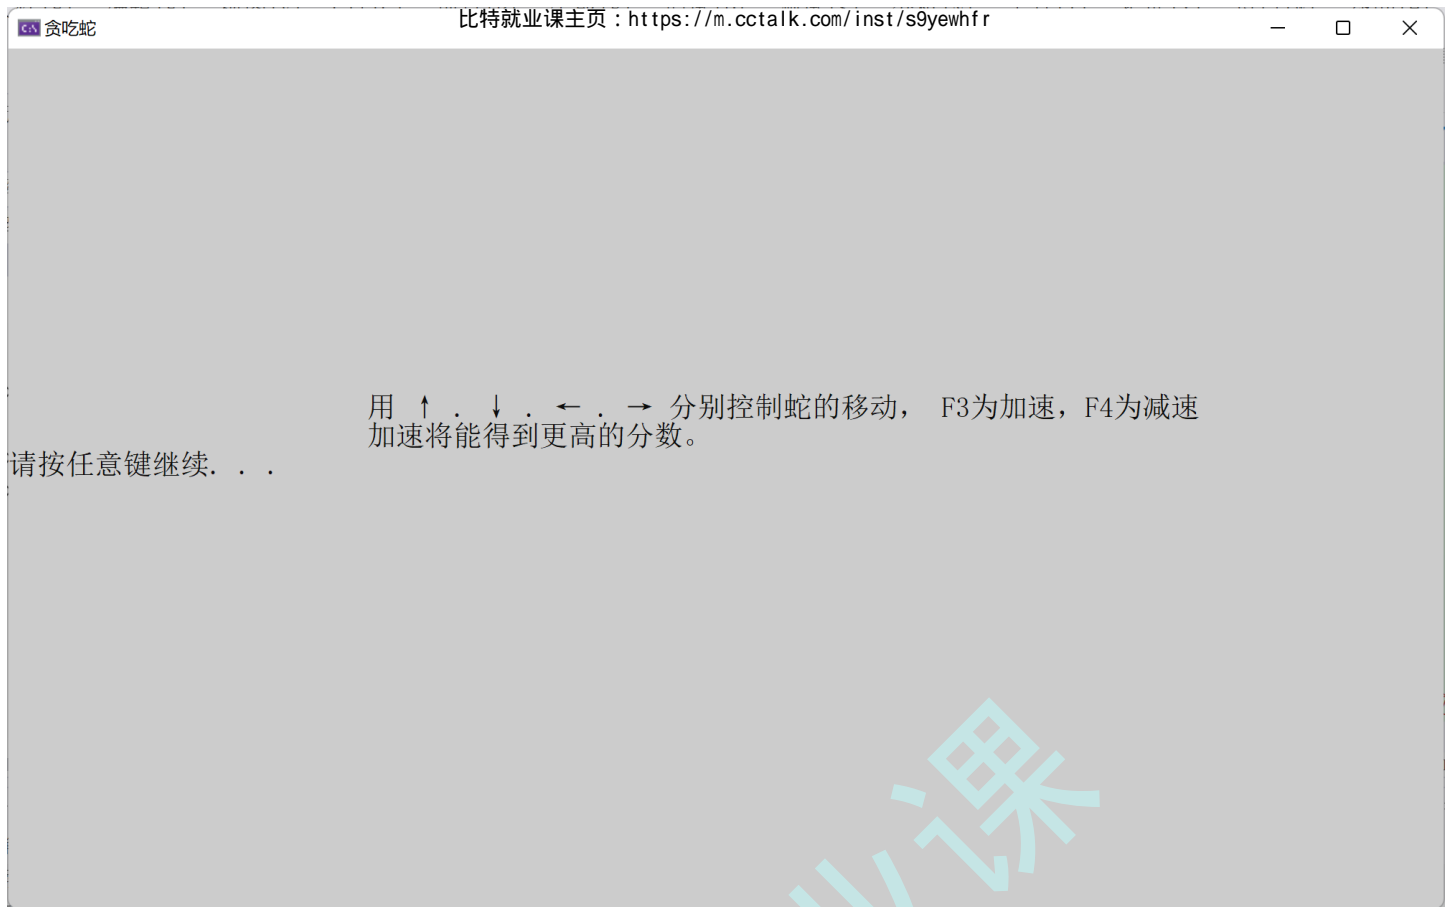 比特就业课主页：https://m.cctalk.com/inst/s9yewhfr
贪吃蛇
用 ↑ . ↓ . ← . → 分别控制蛇的移动， F3为加速，F4为减速
加速将能得到更高的分数。
请按任意键继续. . .
业课